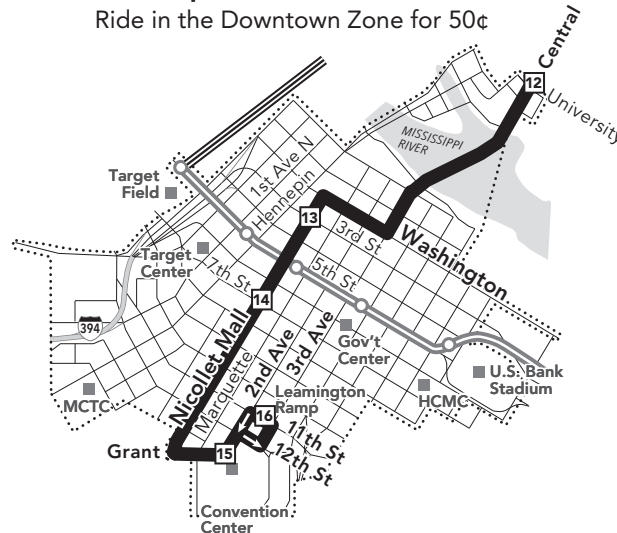 Ride in the Downtown Zone for 50¢
Central
12
University
MISSISSIPPI
RIVER
1st Ave N
Hennepin
Target
Field
13
3rd St
Washington
Target
Center
7th St
5th St
14
394
Nicollet Mall
Marquette
2nd Ave
3rd Ave
Gov't
Center
U.S. Bank
Stadium
HCMC
MCTC
Leamington
Ramp
16
11th St
12th St
Grant
15
Convention
Center